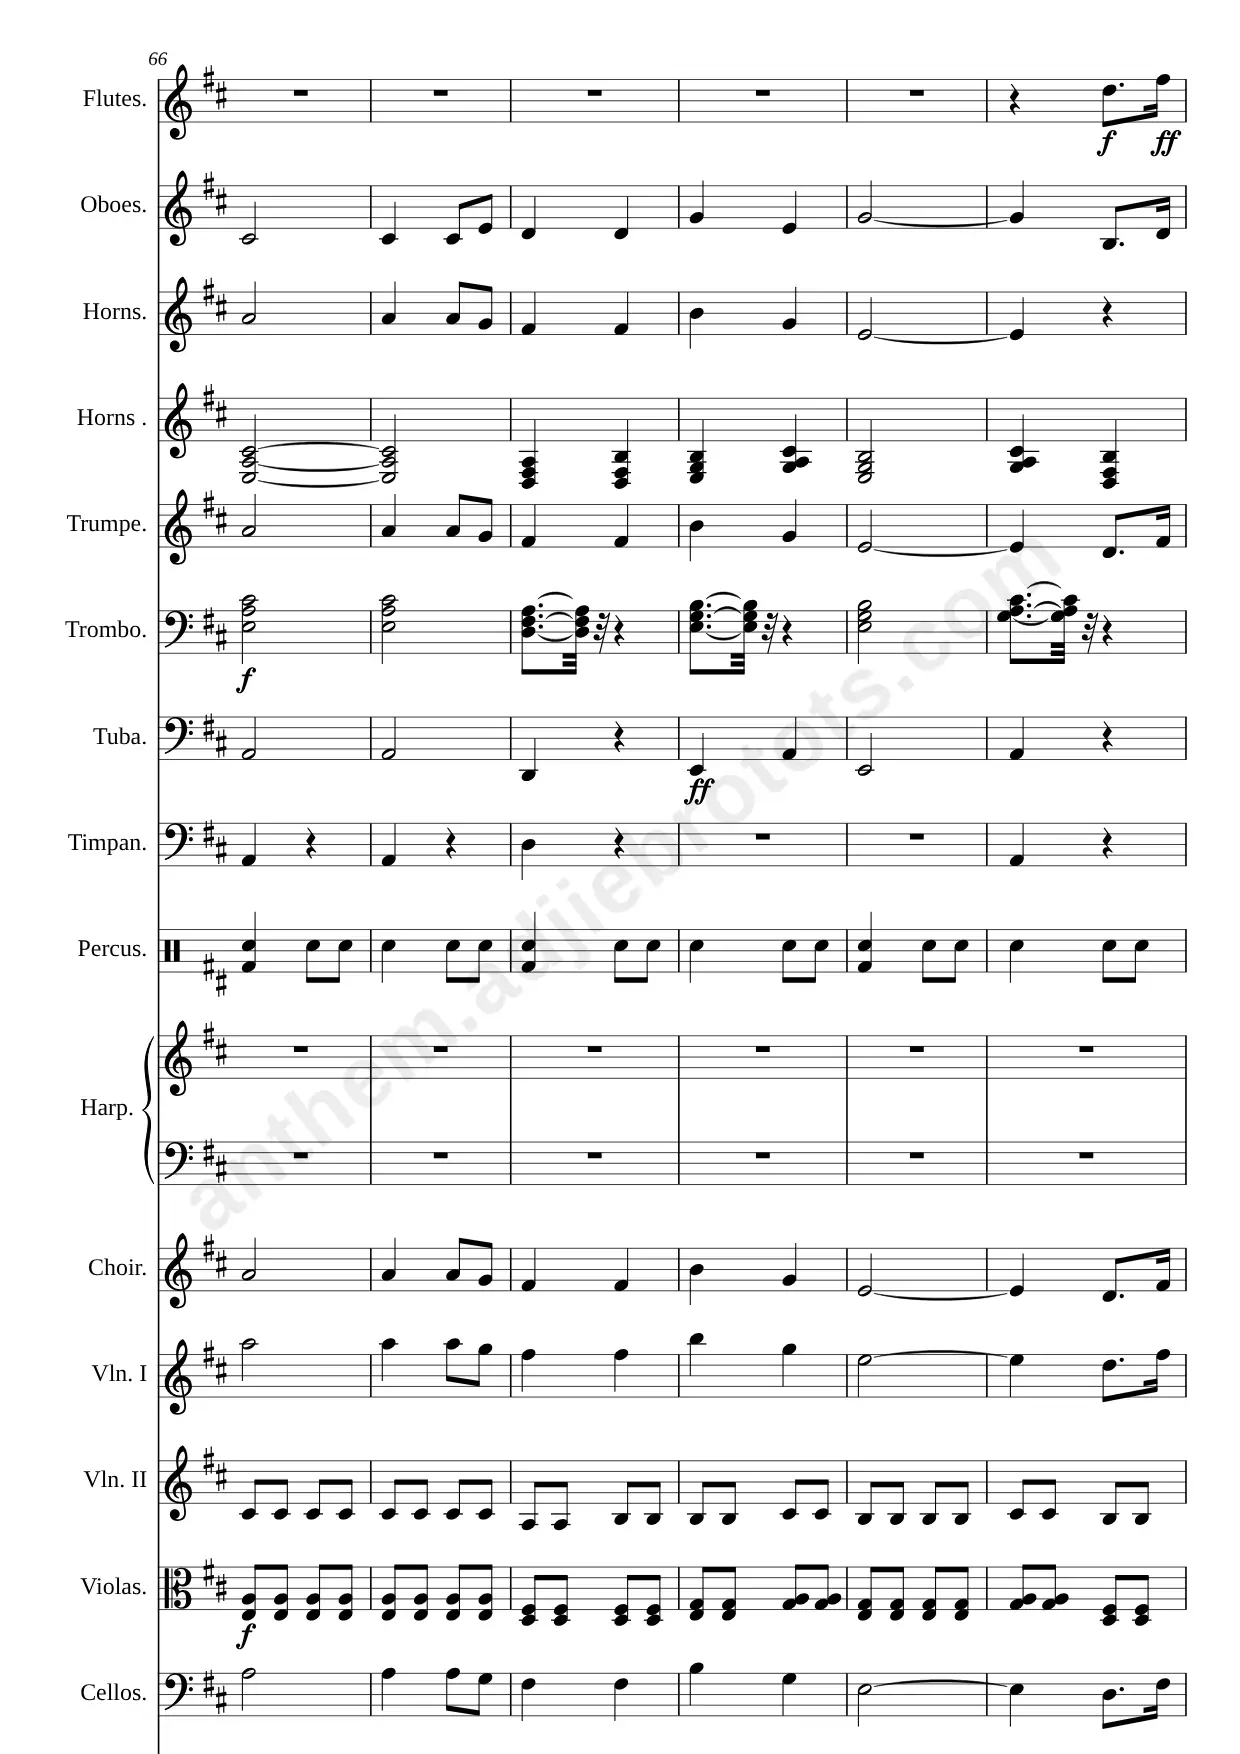 66
Flutes.
f ff
Oboes.
Horns.
Horns .
Trumpe.
Trombo.
f
Tuba.
ff
Timpan.
Percus.
Harp.
Choir.
Vln. I
Vln. II
Violas.
f
Cellos.
anthem.adjiebrotots.com